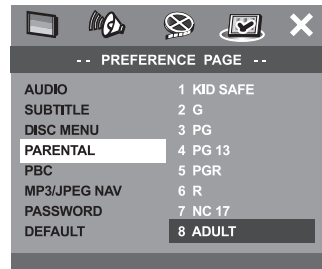 -- PREFERENCE PAGE --
AUDIO 1 KID SAFE
SUBTITLE 2 G
DISC MENU 3 PG
PARENTAL 4 PG 13
PBC 5 PGR
MP3/JPEG NAV 6 R
PASSWORD 7 NC 17
DEFAULT 8 ADULT